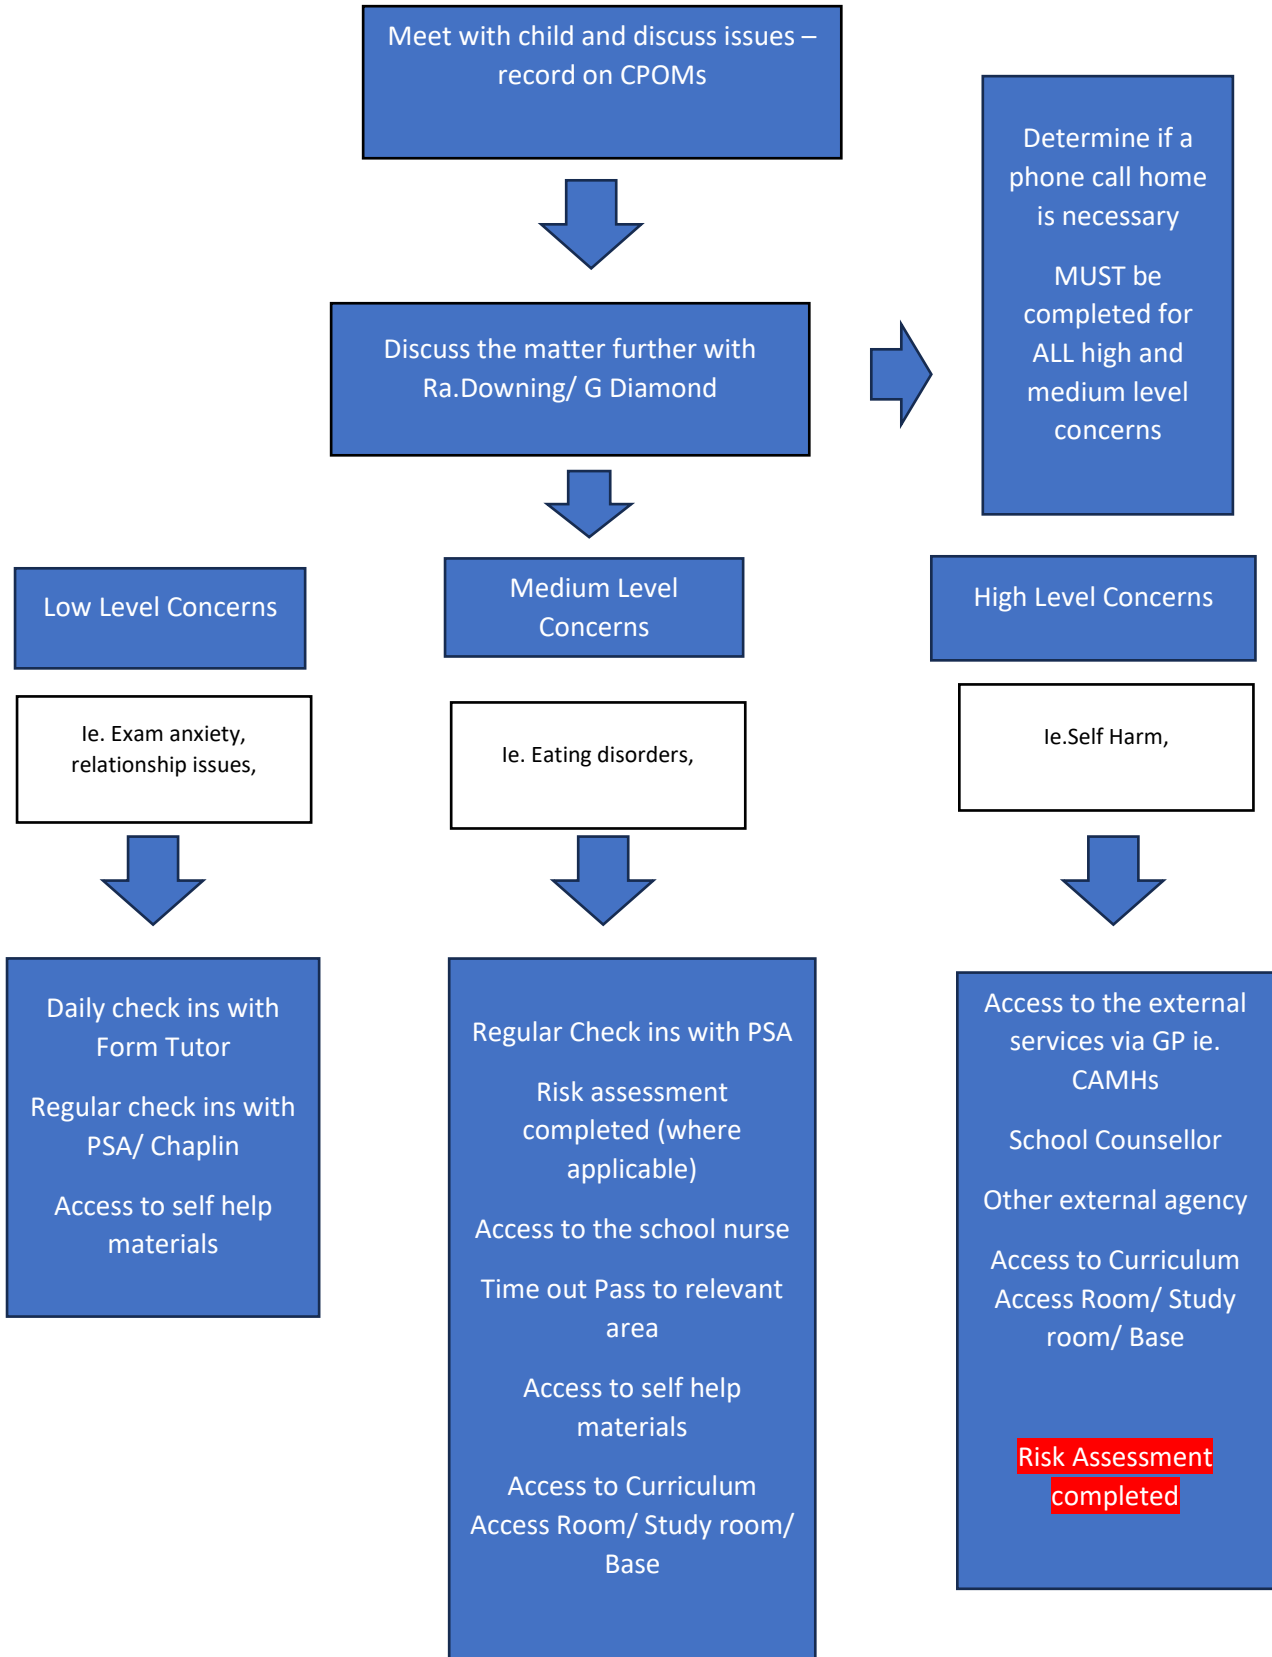 Meet with child and discuss issues –
record on CPOMs
Determine if a
phone call home
is necessary
MUST be
completed for
ALL high and
medium level
concerns
Discuss the matter further with
Ra.Downing/ G Diamond
Low Level Concerns
Medium Level
Concerns
High Level Concerns
Ie. Exam anxiety,
relationship issues,
Ie. Eating disorders,
Ie.Self Harm,
Daily check ins with
Form Tutor
Regular check ins with
PSA/ Chaplin
Access to self help
materials
Regular Check ins with PSA
Risk assessment
completed (where
applicable)
Access to the school nurse
Time out Pass to relevant
area
Access to self help
materials
Access to Curriculum
Access Room/ Study room/
Base
Access to the external
services via GP ie.
CAMHs
School Counsellor
Other external agency
Access to Curriculum
Access Room/ Study
room/ Base
Risk Assessment
completed